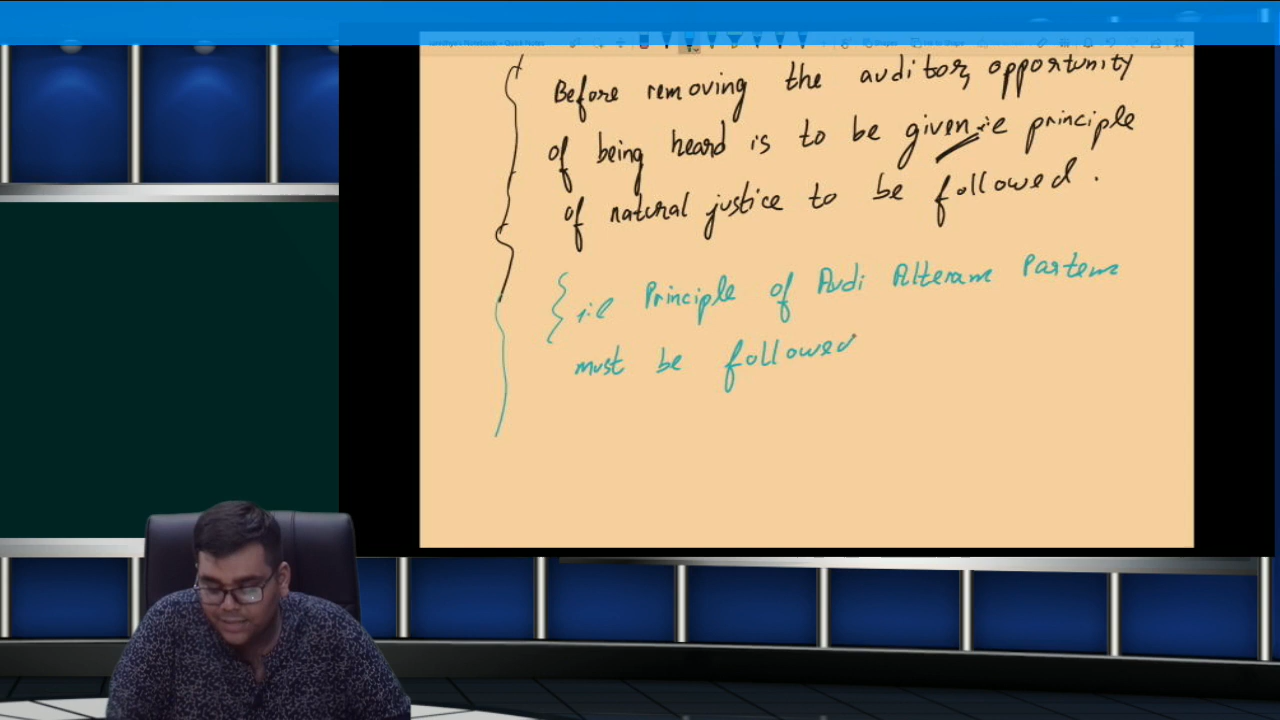 Before removing the auditor, opportunity
of being heard is to be given i.e principle
of natural justice to be followed.
i.e Principle of Audi Alteram Partem
must be followed